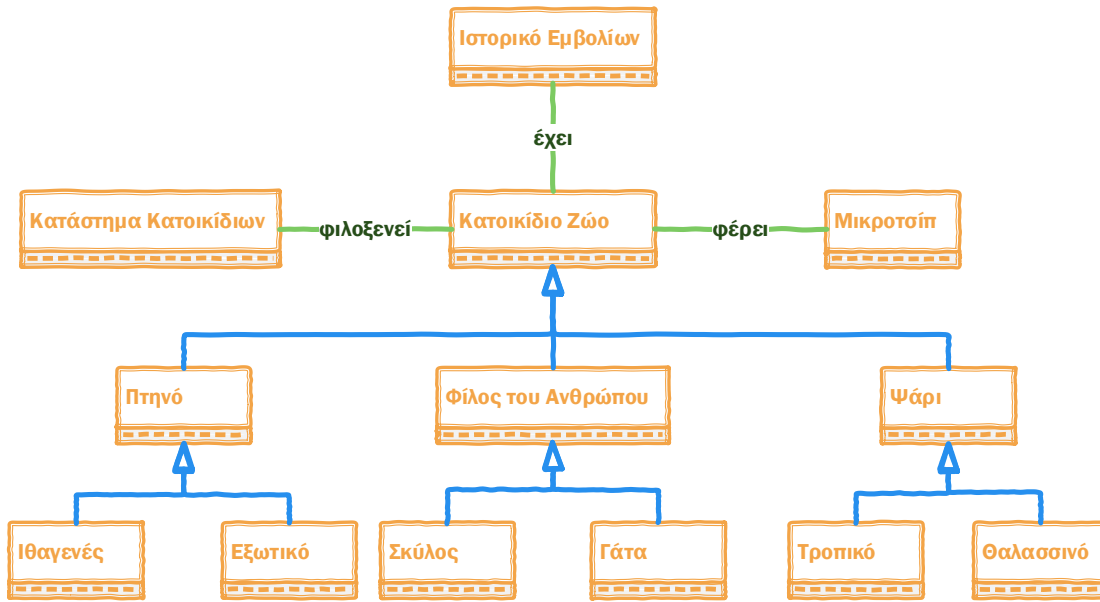 Ιστορικό Εμβολίων
έχει
Κατάστημα Κατοικίδιων
φιλοξενεί
Κατοικίδιο Ζώο
φέρει
Μικροτσίπ
Πτηνό
Φίλος του Ανθρώπου
Ψάρι
Ιθαγενές
Εξωτικό
Σκύλος
Γάτα
Τροπικό
Θαλασσινό